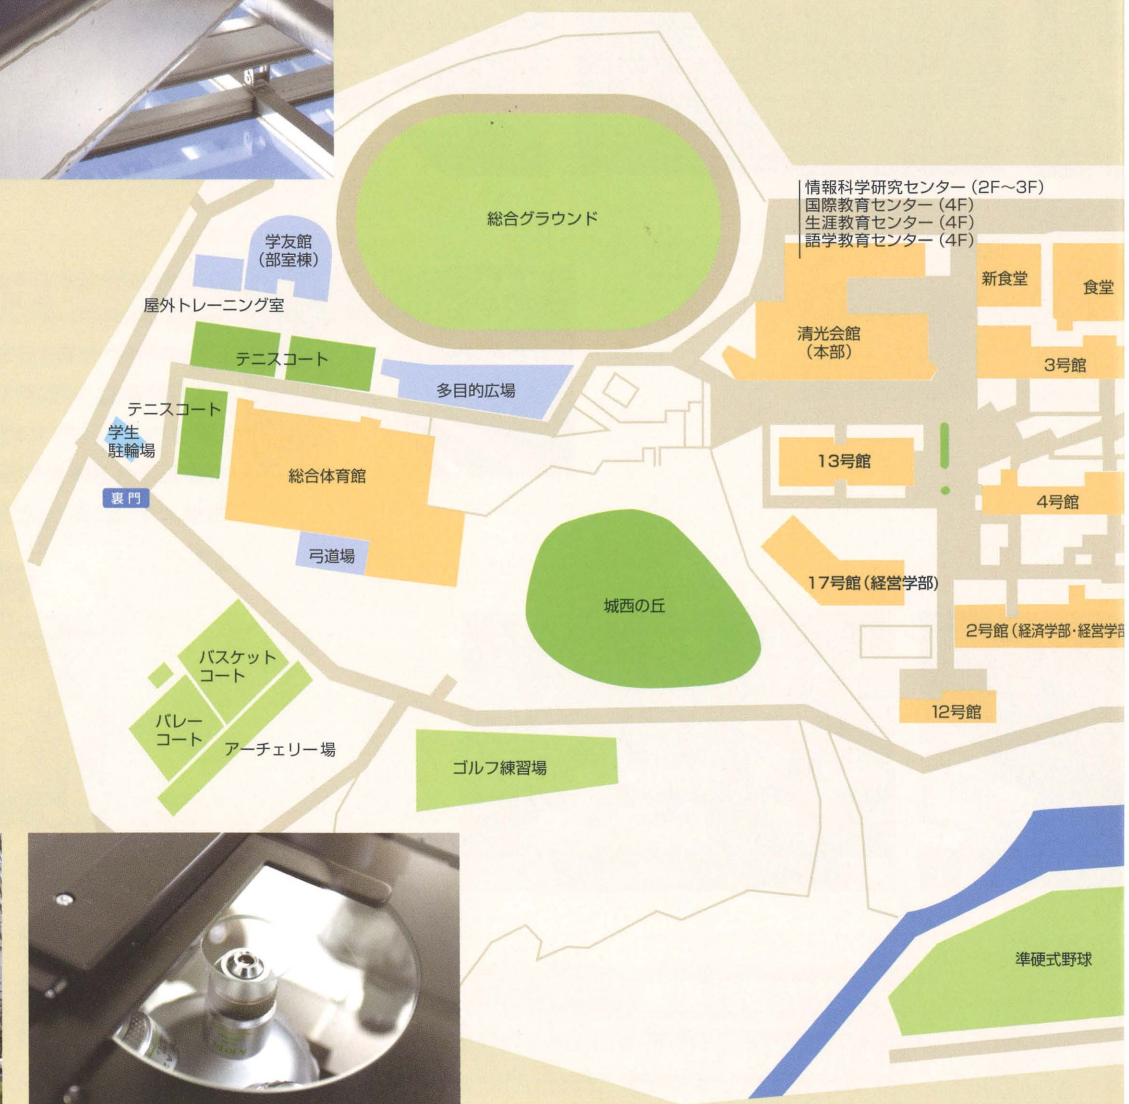 情報科学研究センター(2F〜3F)
国際教育センター(4F)
生涯教育センター(4F)
語学教育センター(4F)
総合グラウンド
学友館
(部室棟)
屋外トレーニング室
新食堂
食堂
清光会館
(本部)
3号館
テニスコート
多目的広場
テニスコート
学生
駐輪場
裏門
総合体育館
13号館
4号館
弓道場
17号館(経営学部)
城西の丘
2号館(経済学部・経営学部
バスケット
コート
バレー
コート
アーチェリー場
12号館
ゴルフ練習場
準硬式野球